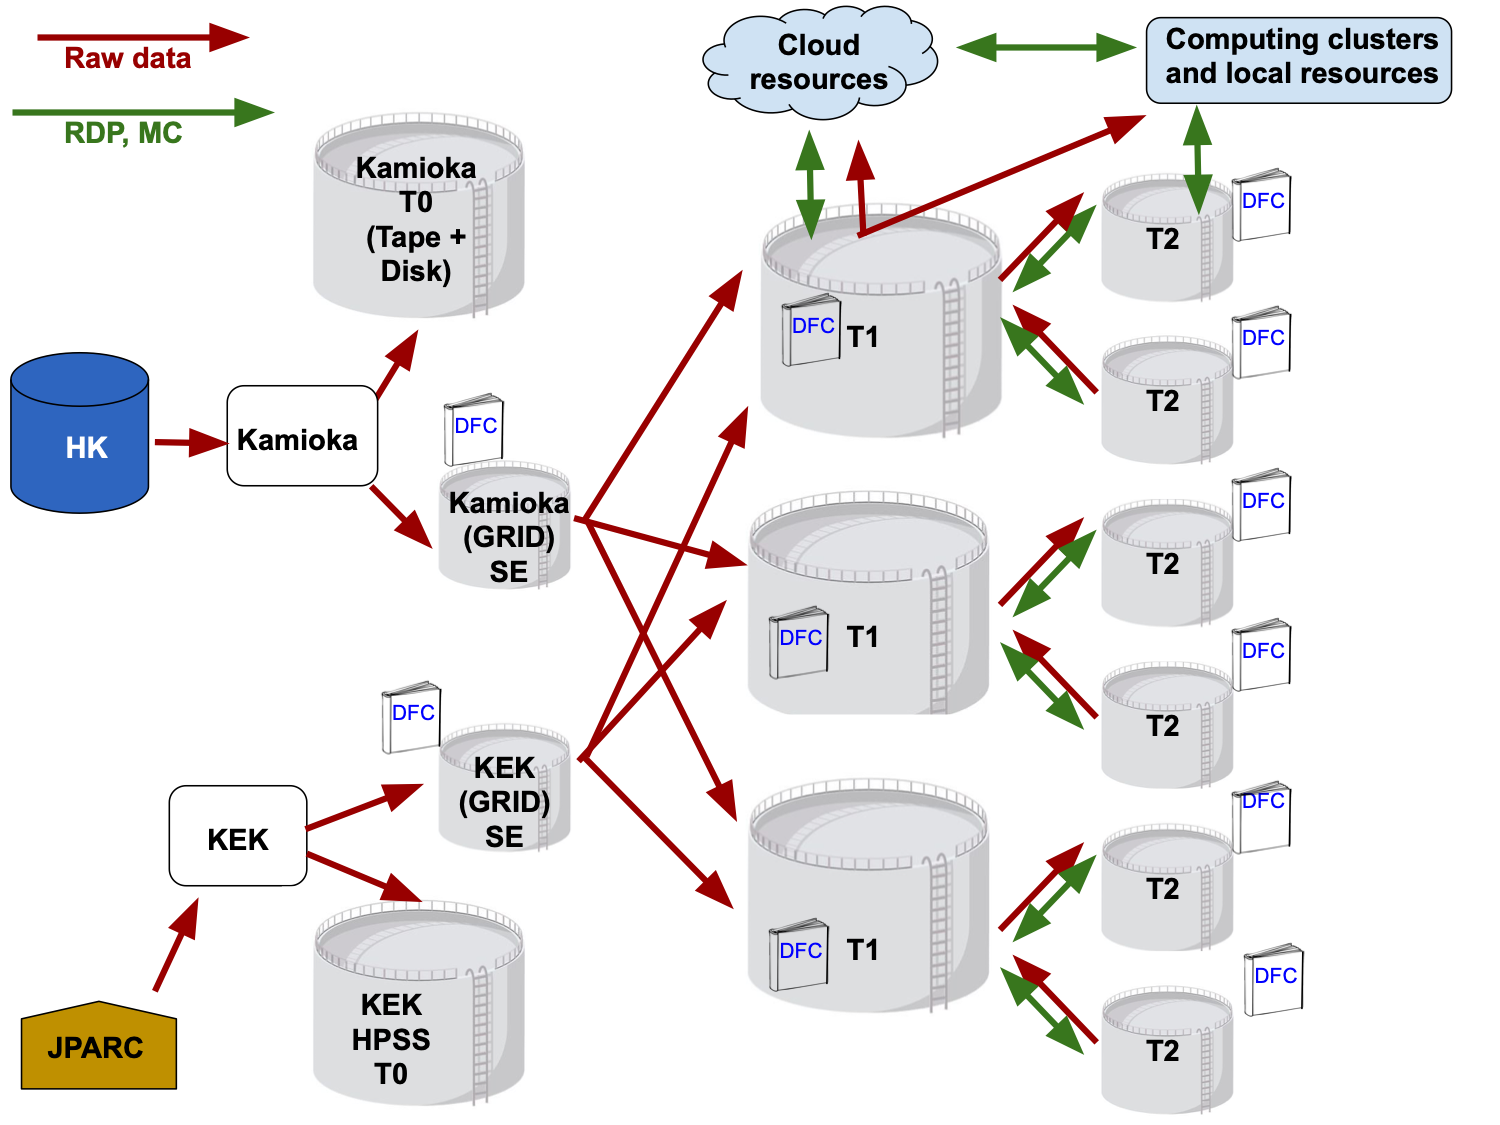 Raw data
RDP, MC
Cloud
resources
Computing clusters
and local resources
Kamioka
T0
(Tape +
Disk)
HK
Kamioka
DFC
Kamioka
(GRID)
SE
DFC
KEK
(GRID)
SE
KEK
JPARC
KEK
HPSS
T0
DFC
T1
DFC
T1
DFC
T1
T2
DFC
T2
DFC
T2
DFC
T2
DFC
T2
DFC
T2
DFC